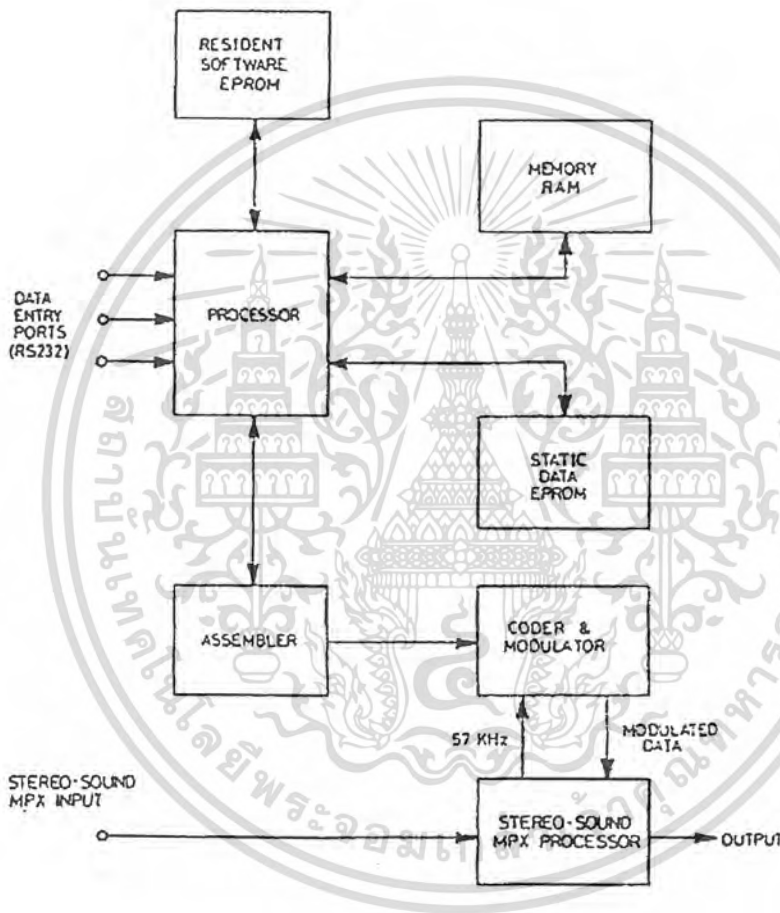 RESIDENT
SOFTWARE
EPROM
MEMORY
RAM
PROCESSOR
DATA
ENTRY
PORTS
(RS232)
STATIC
DATA
EPROM
ASSEMBLER
CODER &
MODULATOR
57 KHz
MODULATED
DATA
STEREO-SOUND
MPX INPUT
STEREO-SOUND
MPX PROCESSOR
OUTPUT